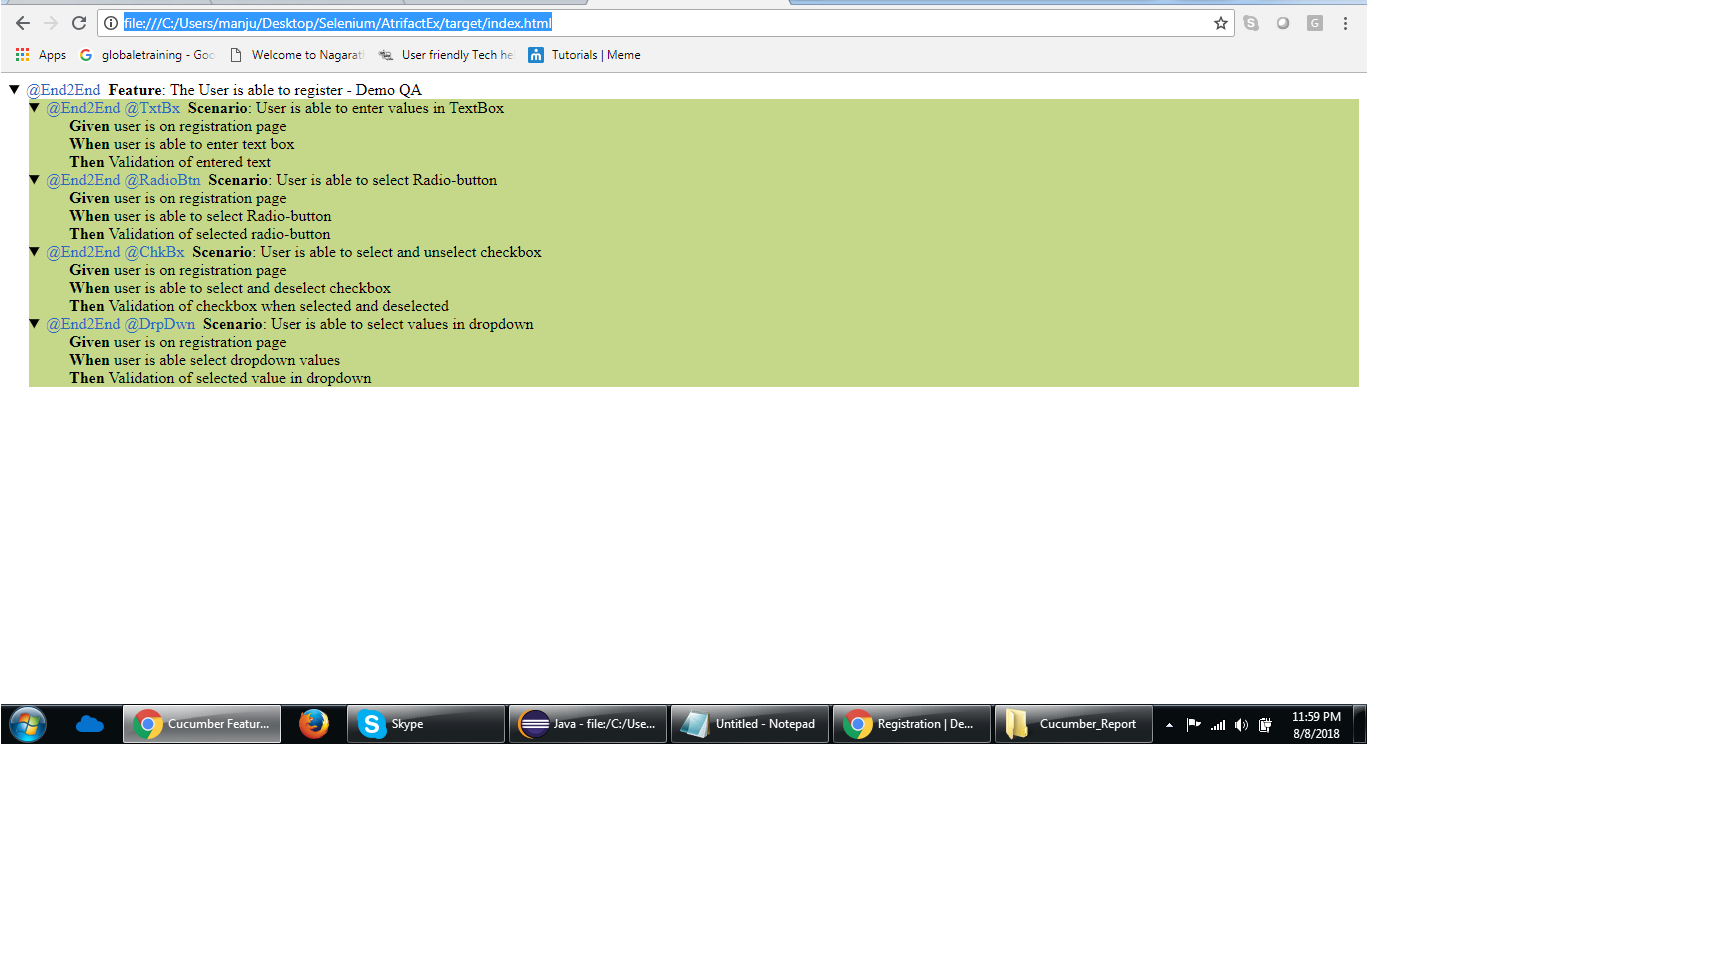 file:///C:/Users/manju/Desktop/Selenium/AtrifactEx/target/index.html
S G
Apps G globaletraining - Goo Welcome to Nagarat User friendly Tech he m Tutorials | Meme
@End2End Feature: The User is able to register - Demo QA
@End2End @TxtBx Scenario: User is able to enter values in TextBox
Given user is on registration page
When user is able to enter text box
Then Validation of entered text
@End2End @RadioBtn Scenario: User is able to select Radio-button
Given user is on registration page
When user is able to select Radio-button
Then Validation of selected radio-button
@End2End @ChkBx Scenario: User is able to select and unselect checkbox
Given user is on registration page
When user is able to select and deselect checkbox
Then Validation of checkbox when selected and deselected
@End2End @DrpDwn Scenario: User is able to select values in dropdown
Given user is on registration page
When user is able select dropdown values
Then Validation of selected value in dropdown
Cucumber Featur... S Skype Java - file:/C:/Use... Untitled - Notepad Registration | De... Cucumber_Report 11:59 PM
8/8/2018